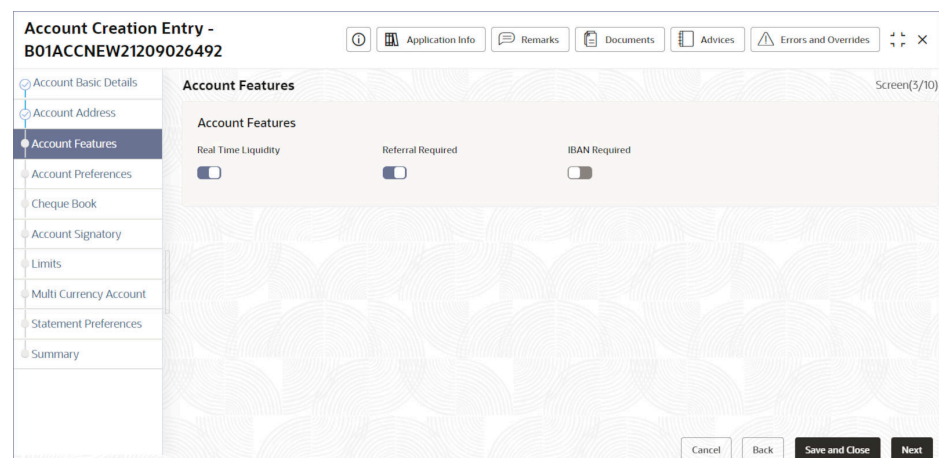 Account Creation Entry -
B01ACCNEW21209026492
Application Info
Remarks
Documents
Advices
Errors and Overrides
Account Basic Details
Account Address
Account Features
Account Preferences
Cheque Book
Account Signatory
Limits
Multi Currency Account
Statement Preferences
Summary
Account Features
Screen(3/10)
Account Features
Real Time Liquidity
Referral Required
IBAN Required
Cancel
Back
Save and Close
Next